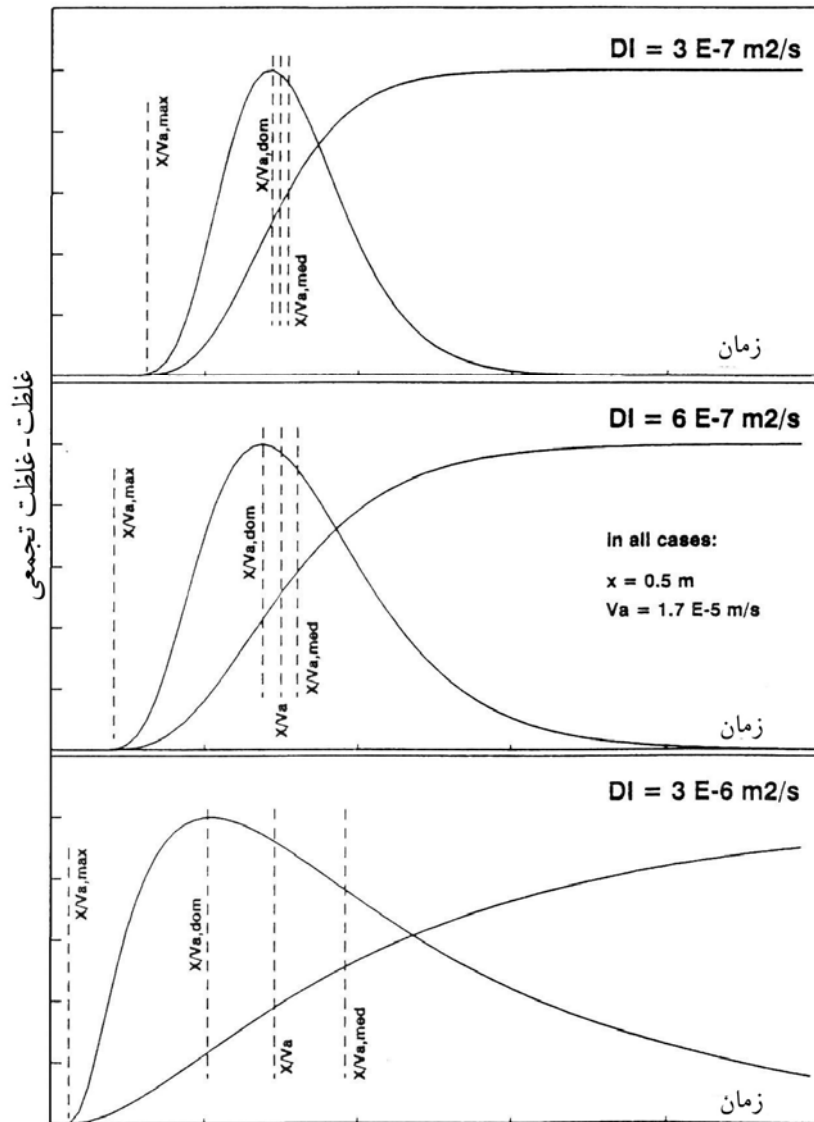 DI = 3 E-7 m2/s
X/Va,max
X/Va,dom
X/Va,med
زمان
غلظت - غلظت تجمعی
DI = 6 E-7 m2/s
X/Va,max
X/Va,dom
X/Va
X/Va,med
in all cases:
x = 0.5 m
Va = 1.7 E-5 m/s
زمان
DI = 3 E-6 m2/s
X/Va,max
X/Va,dom
X/Va
X/Va,med
زمان